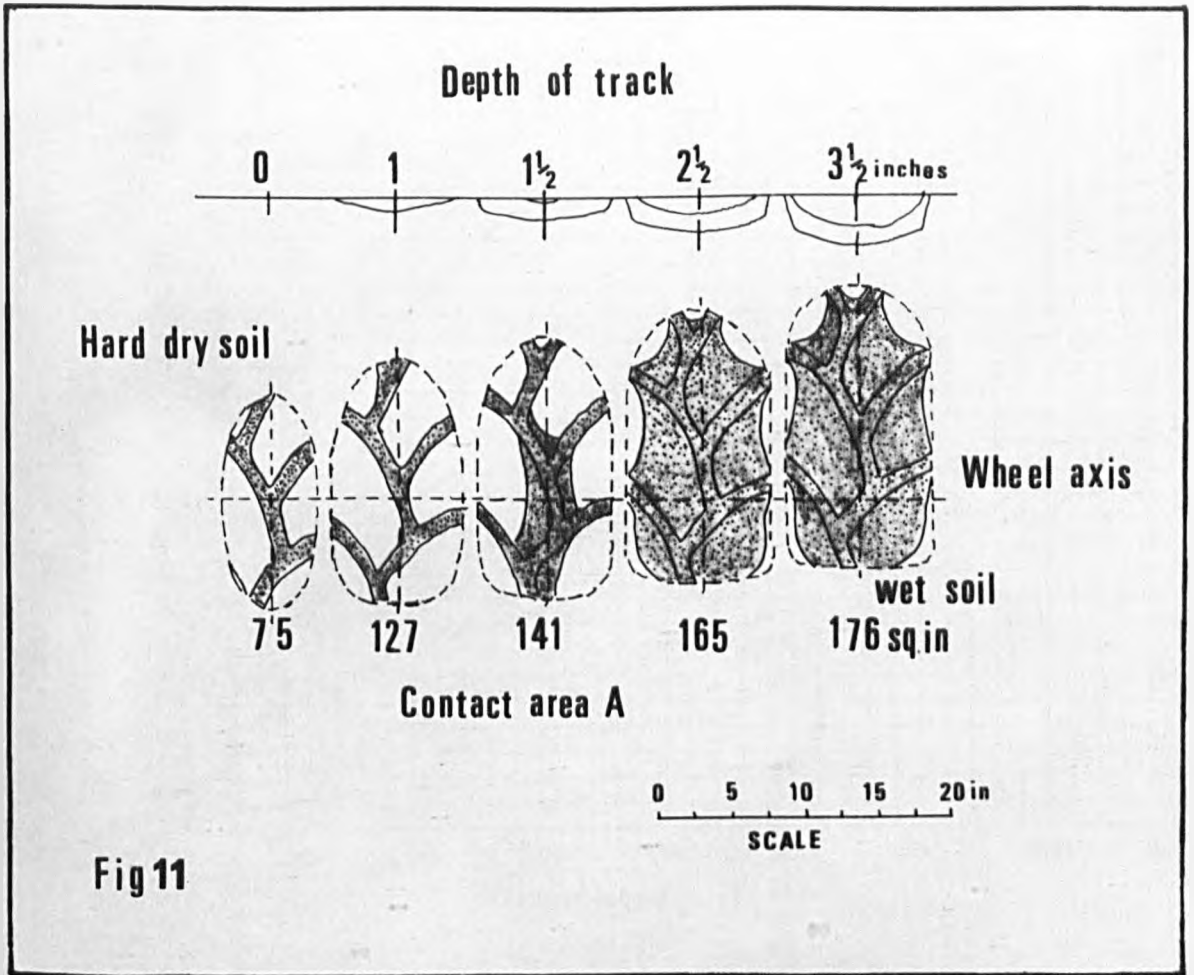 Depth of track
0 1 1½ 2½ 3½ inches
Hard dry soil
Wheel axis
wet soil
75 127 141 165 176 sq.in
Contact area A
0 5 10 15 20 in
SCALE
Fig 11